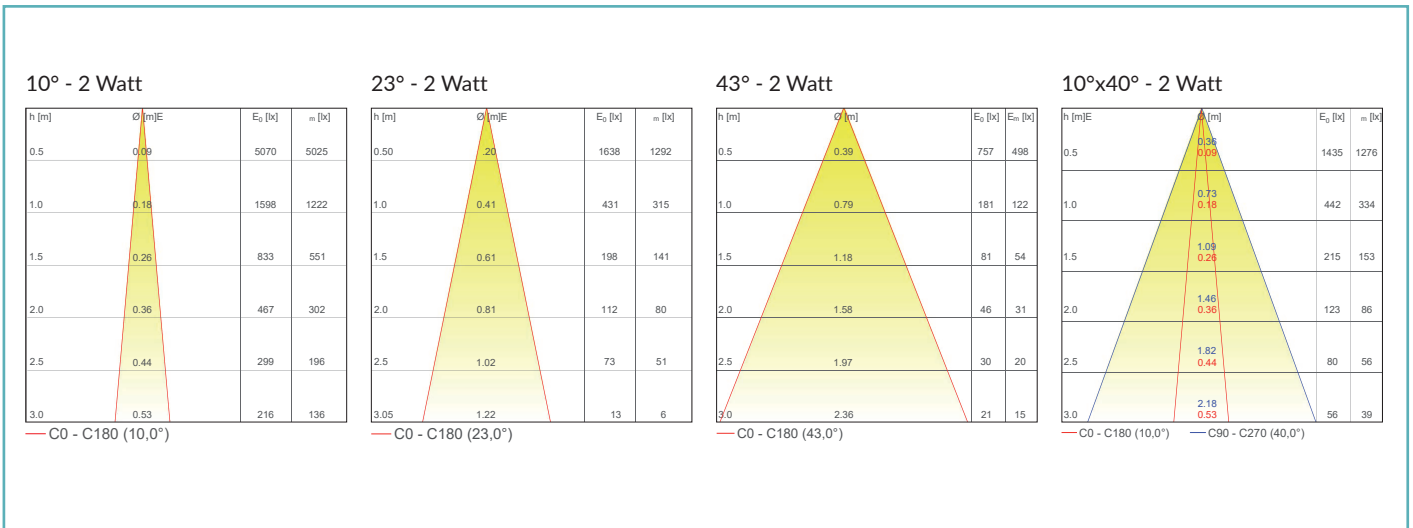 10° - 2 Watt
h [m] Ø [m]E E0 [lx] m [lx]
0.5 0.09 5070 5025
1.0 0.18 1598 1222
1.5 0.26 833 551
2.0 0.36 467 302
2.5 0.44 299 196
3.0 0.53 216 136
C0 - C180 (10,0°)
23° - 2 Watt
h [m] Ø [m]E E0 [lx] m [lx]
0.50 .20 1638 1292
1.0 0.41 431 315
1.5 0.61 198 141
2.0 0.81 112 80
2.5 1.02 73 51
3.05 1.22 13 6
C0 - C180 (23,0°)
43° - 2 Watt
h [m] Ø [m] E0 [lx] Em [lx]
0.5 0.39 757 498
1.0 0.79 181 122
1.5 1.18 81 54
2.0 1.58 46 31
2.5 1.97 30 20
3.0 2.36 21 15
C0 - C180 (43,0°)
10°x40° - 2 Watt
h [m]E Ø [m] E0 [lx] m [lx]
0.36
0.5 0.09 1435 1276
0.73
1.0 0.18 442 334
1.09
1.5 0.26 215 153
1.46
2.0 0.36 123 86
1.82
2.5 0.44 80 56
2.18
3.0 0.53 56 39
C0 - C180 (10,0°) C90 - C270 (40,0°)